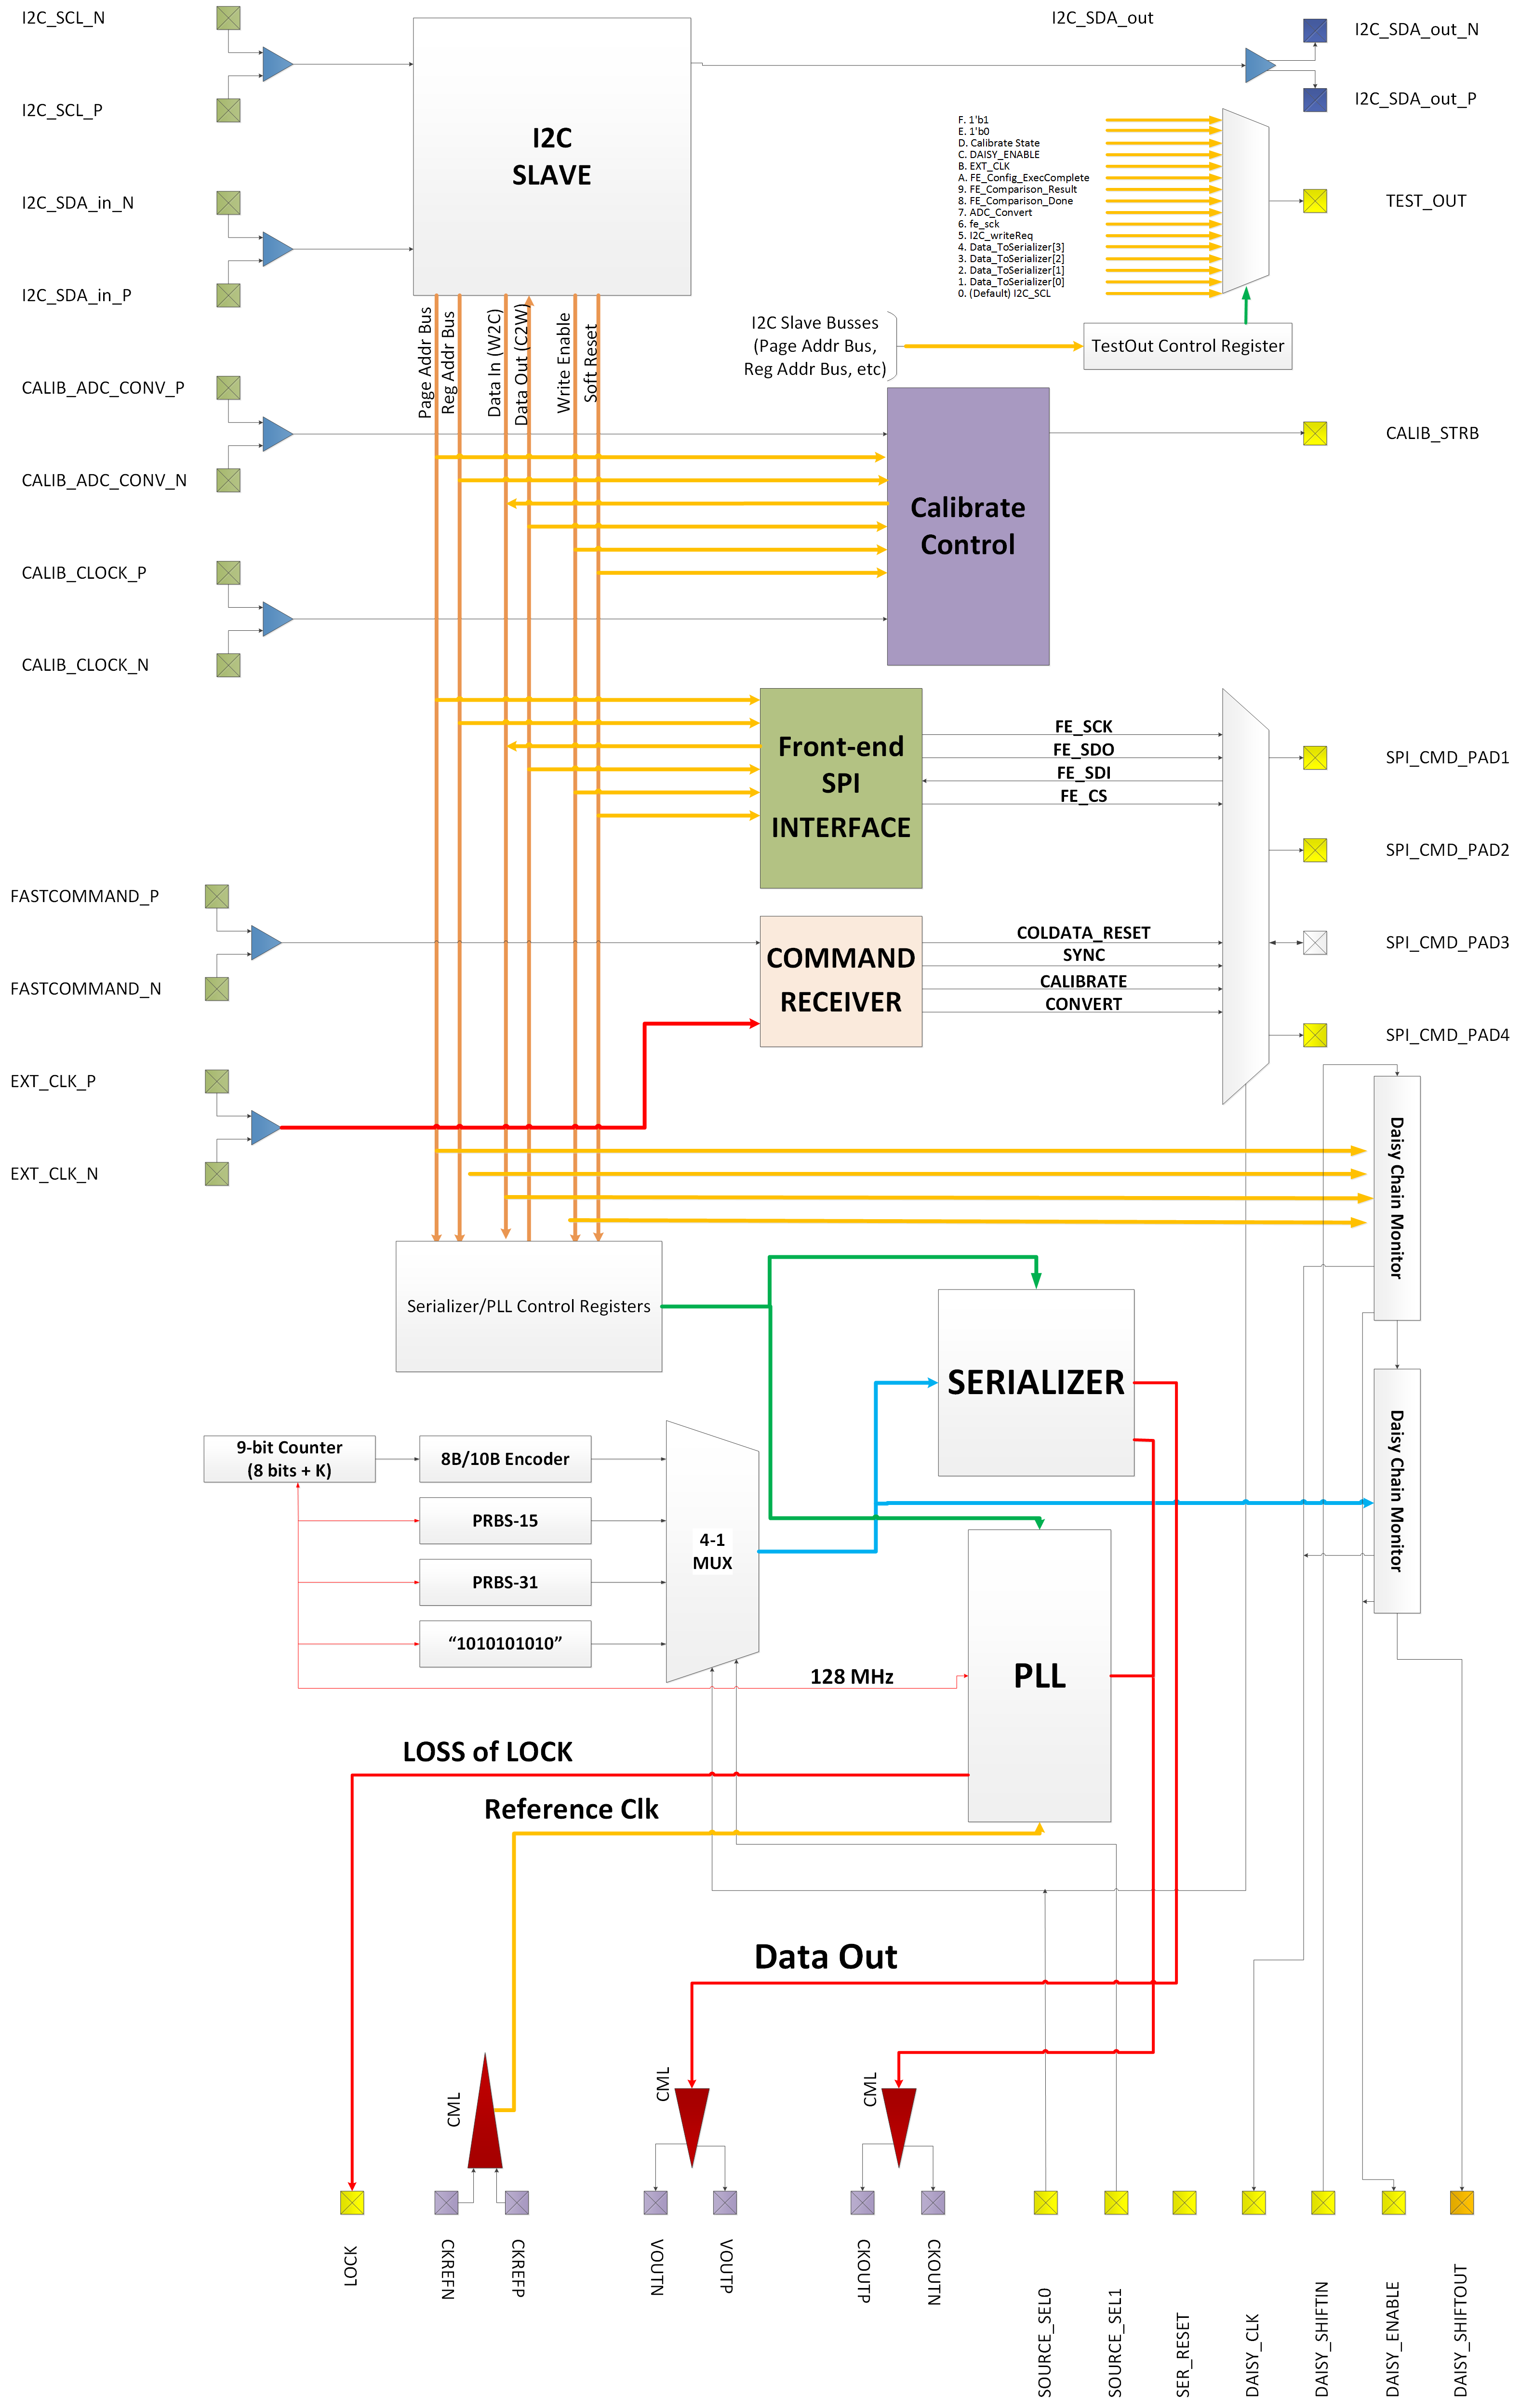 I2C_SCL_N
I2C_SCL_P
I2C_SDA_in_N
I2C_SDA_in_P
CALIB_ADC_CONV_P
CALIB_ADC_CONV_N
CALIB_CLOCK_P
CALIB_CLOCK_N
FASTCOMMAND_P
FASTCOMMAND_N
EXT_CLK_P
EXT_CLK_N
I2C
SLAVE
I2C_SDA_out
I2C_SDA_out_N
I2C_SDA_out_P
F. 1'b1
E. 1'b0
D. Calibrate State
C. DAISY_ENABLE
B. EXT_CLK
A. FE_Config_ExecComplete
9. FE_Comparison_Result
8. FE_Comparison_Done
7. ADC_Convert
6. fe_sck
5. I2C_writeReq
4. Data_ToSerializer[3]
3. Data_ToSerializer[2]
2. Data_ToSerializer[1]
1. Data_ToSerializer[0]
0. (Default) I2C_SCL
TEST_OUT
I2C Slave Busses
(Page Addr Bus,
Reg Addr Bus, etc)
TestOut Control Register
Page Addr Bus
Reg Addr Bus
Data In (W2C)
Data Out (C2W)
Write Enable
Soft Reset
Calibrate
Control
CALIB_STRB
Front-end
SPI
INTERFACE
FE_SCK
FE_SDO
FE_SDI
FE_CS
SPI_CMD_PAD1
SPI_CMD_PAD2
SPI_CMD_PAD3
SPI_CMD_PAD4
COMMAND
RECEIVER
COLDATA_RESET
SYNC
CALIBRATE
CONVERT
Daisy Chain Monitor
Daisy Chain Monitor
Serializer/PLL Control Registers
SERIALIZER
9-bit Counter
(8 bits + K)
8B/10B Encoder
PRBS-15
PRBS-31
“1010101010”
4-1
MUX
PLL
128 MHz
LOSS of LOCK
Reference Clk
Data Out
CML
CML
CML
LOCK
CKREFN
CKREFP
VOUTN
VOUTP
CKOUTP
CKOUTN
SOURCE_SEL0
SOURCE_SEL1
SER_RESET
DAISY_CLK
DAISY_SHIFTIN
DAISY_ENABLE
DAISY_SHIFTOUT